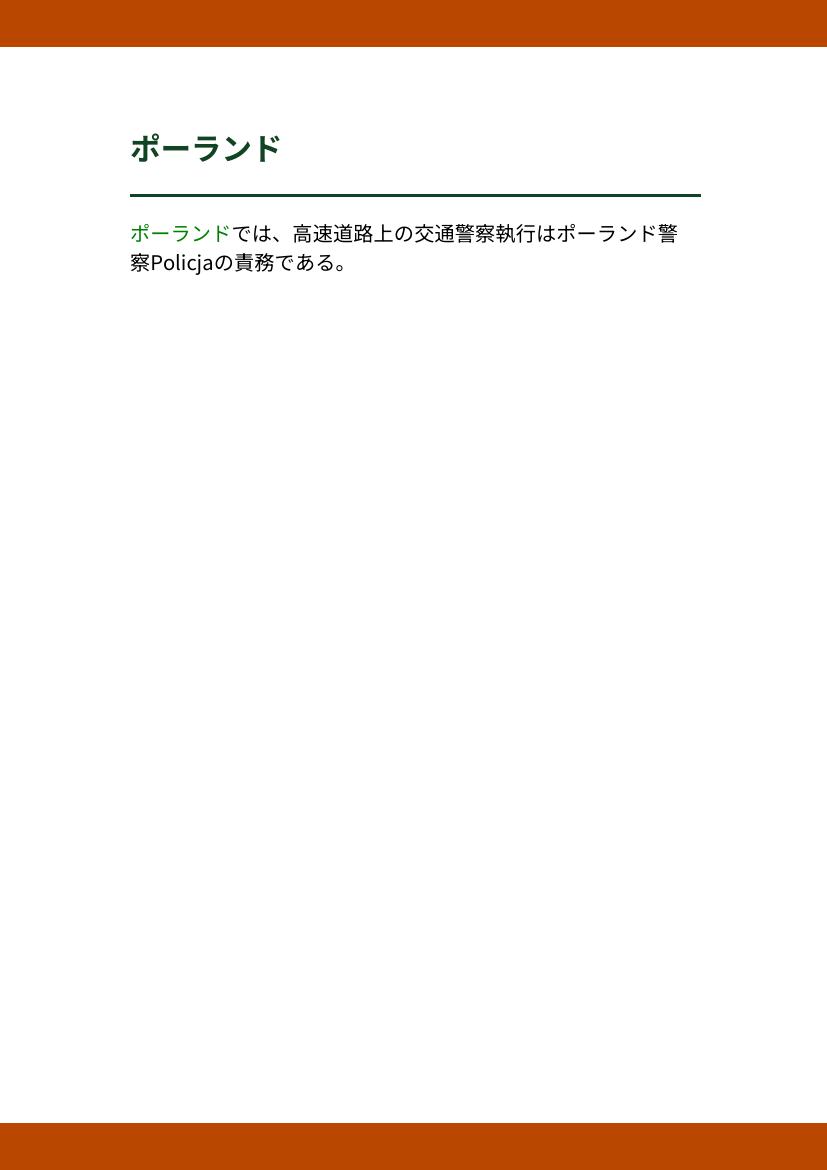 ポーランド
ポーランドでは、高速道路上の交通警察執行はポーランド警
察Policjaの責務である。